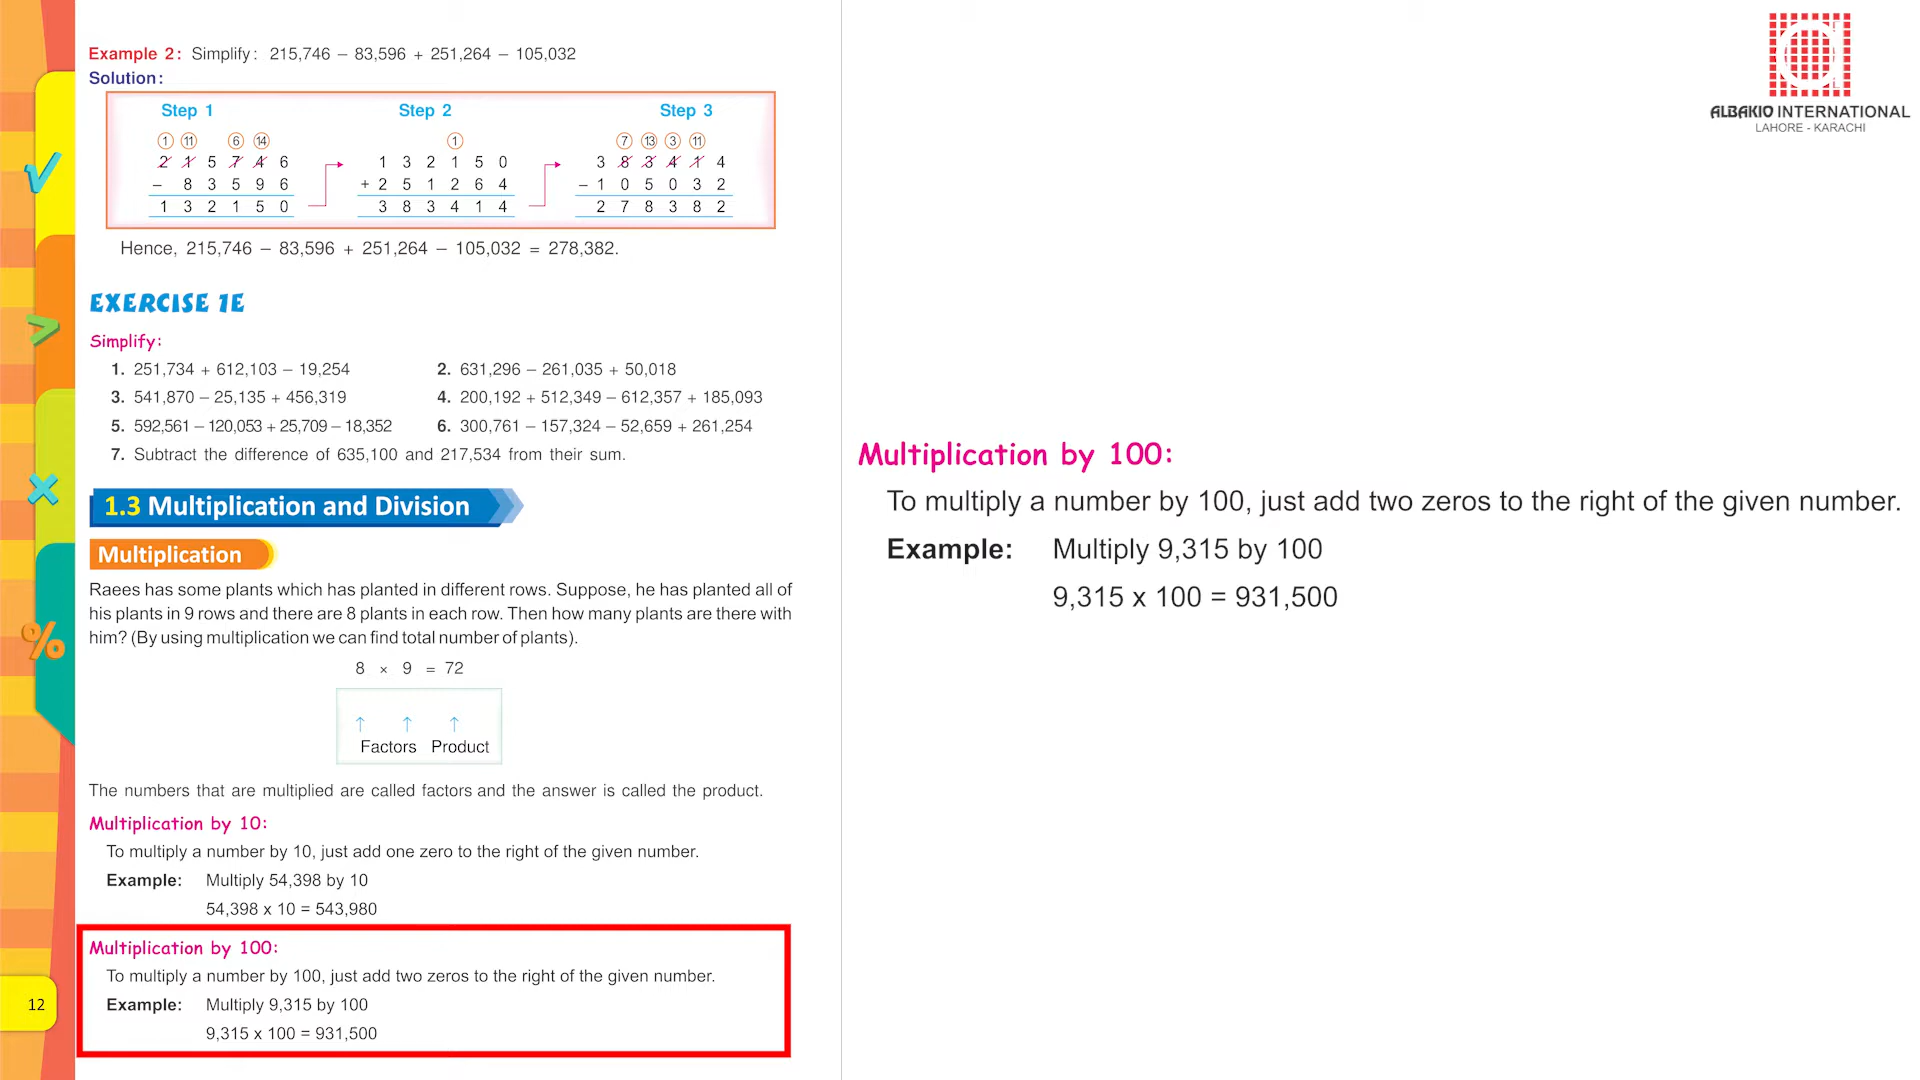 Example 2: Simplify: 215,746 − 83,596 + 251,264 − 105,032
Solution:
Step 1 Step 2 Step 3
1 11 6 14 1 7 13 3 11
2 1 5 7 4 6 1 3 2 1 5 0 3 8 3 4 1 4
− 8 3 5 9 6 + 2 5 1 2 6 4 − 1 0 5 0 3 2
1 3 2 1 5 0 3 8 3 4 1 4 2 7 8 3 8 2
Hence, 215,746 − 83,596 + 251,264 − 105,032 = 278,382.
EXERCISE 1E
Simplify:
1. 251,734 + 612,103 − 19,254 2. 631,296 − 261,035 + 50,018
3. 541,870 − 25,135 + 456,319 4. 200,192 + 512,349 − 612,357 + 185,093
5. 592,561 − 120,053 + 25,709 − 18,352 6. 300,761 − 157,324 − 52,659 + 261,254
7. Subtract the difference of 635,100 and 217,534 from their sum.
1.3 Multiplication and Division
Multiplication
Raees has some plants which has planted in different rows. Suppose, he has planted all of
his plants in 9 rows and there are 8 plants in each row. Then how many plants are there with
him? (By using multiplication we can find total number of plants).
8 × 9 = 72
↑ ↑ ↑
Factors Product
The numbers that are multiplied are called factors and the answer is called the product.
Multiplication by 10:
To multiply a number by 10, just add one zero to the right of the given number.
Example: Multiply 54,398 by 10
54,398 x 10 = 543,980
Multiplication by 100:
To multiply a number by 100, just add two zeros to the right of the given number.
Example: Multiply 9,315 by 100
9,315 x 100 = 931,500
12
√
>
×
%
a
ALBAKIO INTERNATIONAL
LAHORE - KARACHI
Multiplication by 100:
To multiply a number by 100, just add two zeros to the right of the given number.
Example: Multiply 9,315 by 100
9,315 x 100 = 931,500